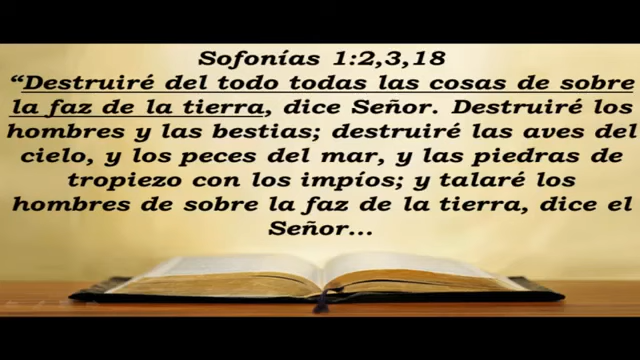 Sofonías 1:2,3,18
“Destruiré del todo todas las cosas de sobre
la faz de la tierra, dice Señor. Destruiré los
hombres y las bestias; destruiré las aves del
cielo, y los peces del mar, y las piedras de
tropiezo con los impíos; y talaré los
hombres de sobre la faz de la tierra, dice el
Señor...